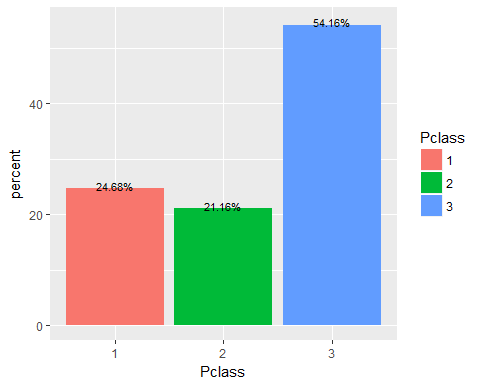 54.16%
40
Pclass
percent
1
24.68%
2
21.16%
20
3
0
1 2 3
Pclass